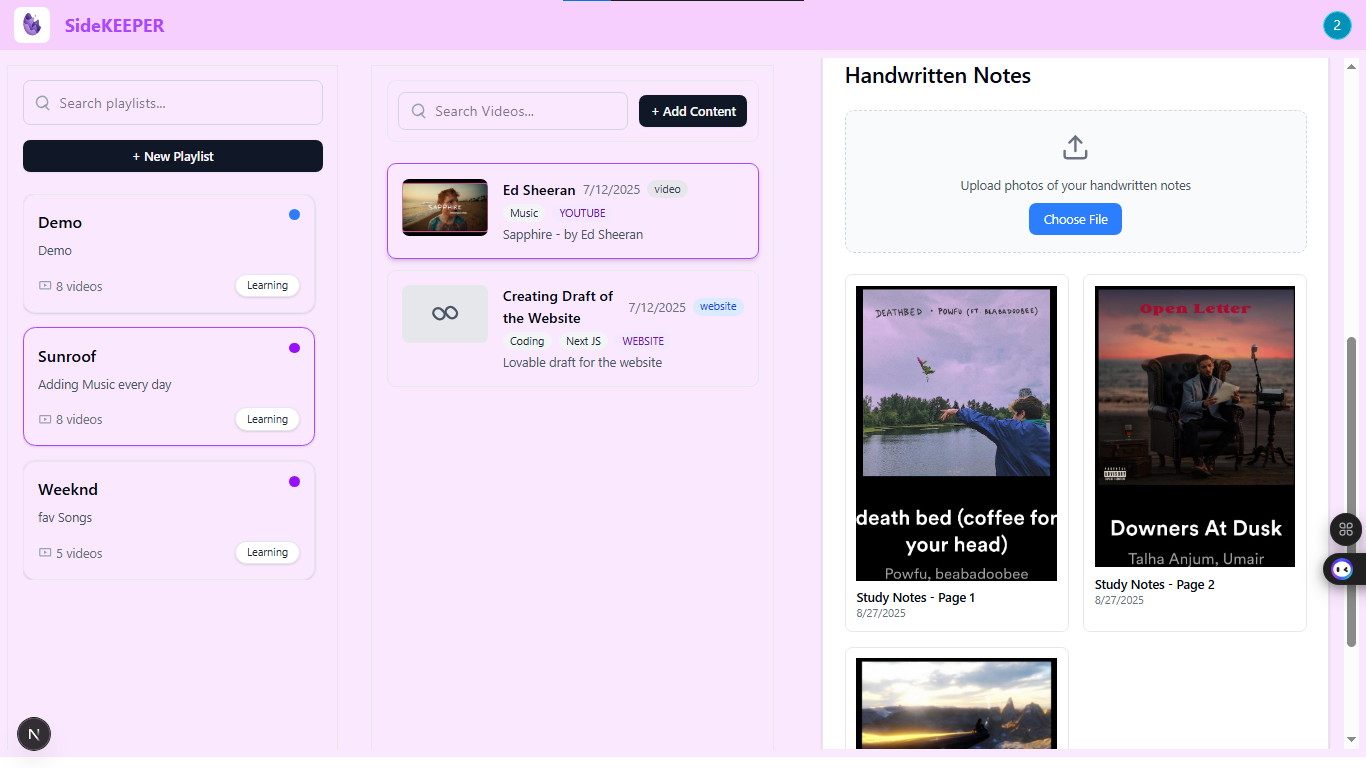 SideKEEPER
2
Search playlists...
+ New Playlist
Demo
Demo
8 videos
Learning
Sunroof
Adding Music every day
8 videos
Learning
Weeknd
fav Songs
5 videos
Learning
N
Search Videos...
+ Add Content
Ed Sheeran 7/12/2025 video
Music YOUTUBE
Sapphire - by Ed Sheeran
SAPPHIRE
Creating Draft of
the Website
7/12/2025 website
Coding Next JS WEBSITE
Lovable draft for the website
Handwritten Notes
Upload photos of your handwritten notes
Choose File
DEATHBED • POWFU (FT BEABADOOBEE)
death bed (coffee for
your head)
Powfu, beabadoobee
Study Notes - Page 1
8/27/2025
Open Letter
PARENTAL
ADVISORY
Downers At Dusk
Talha Anjum, Umair
Study Notes - Page 2
8/27/2025